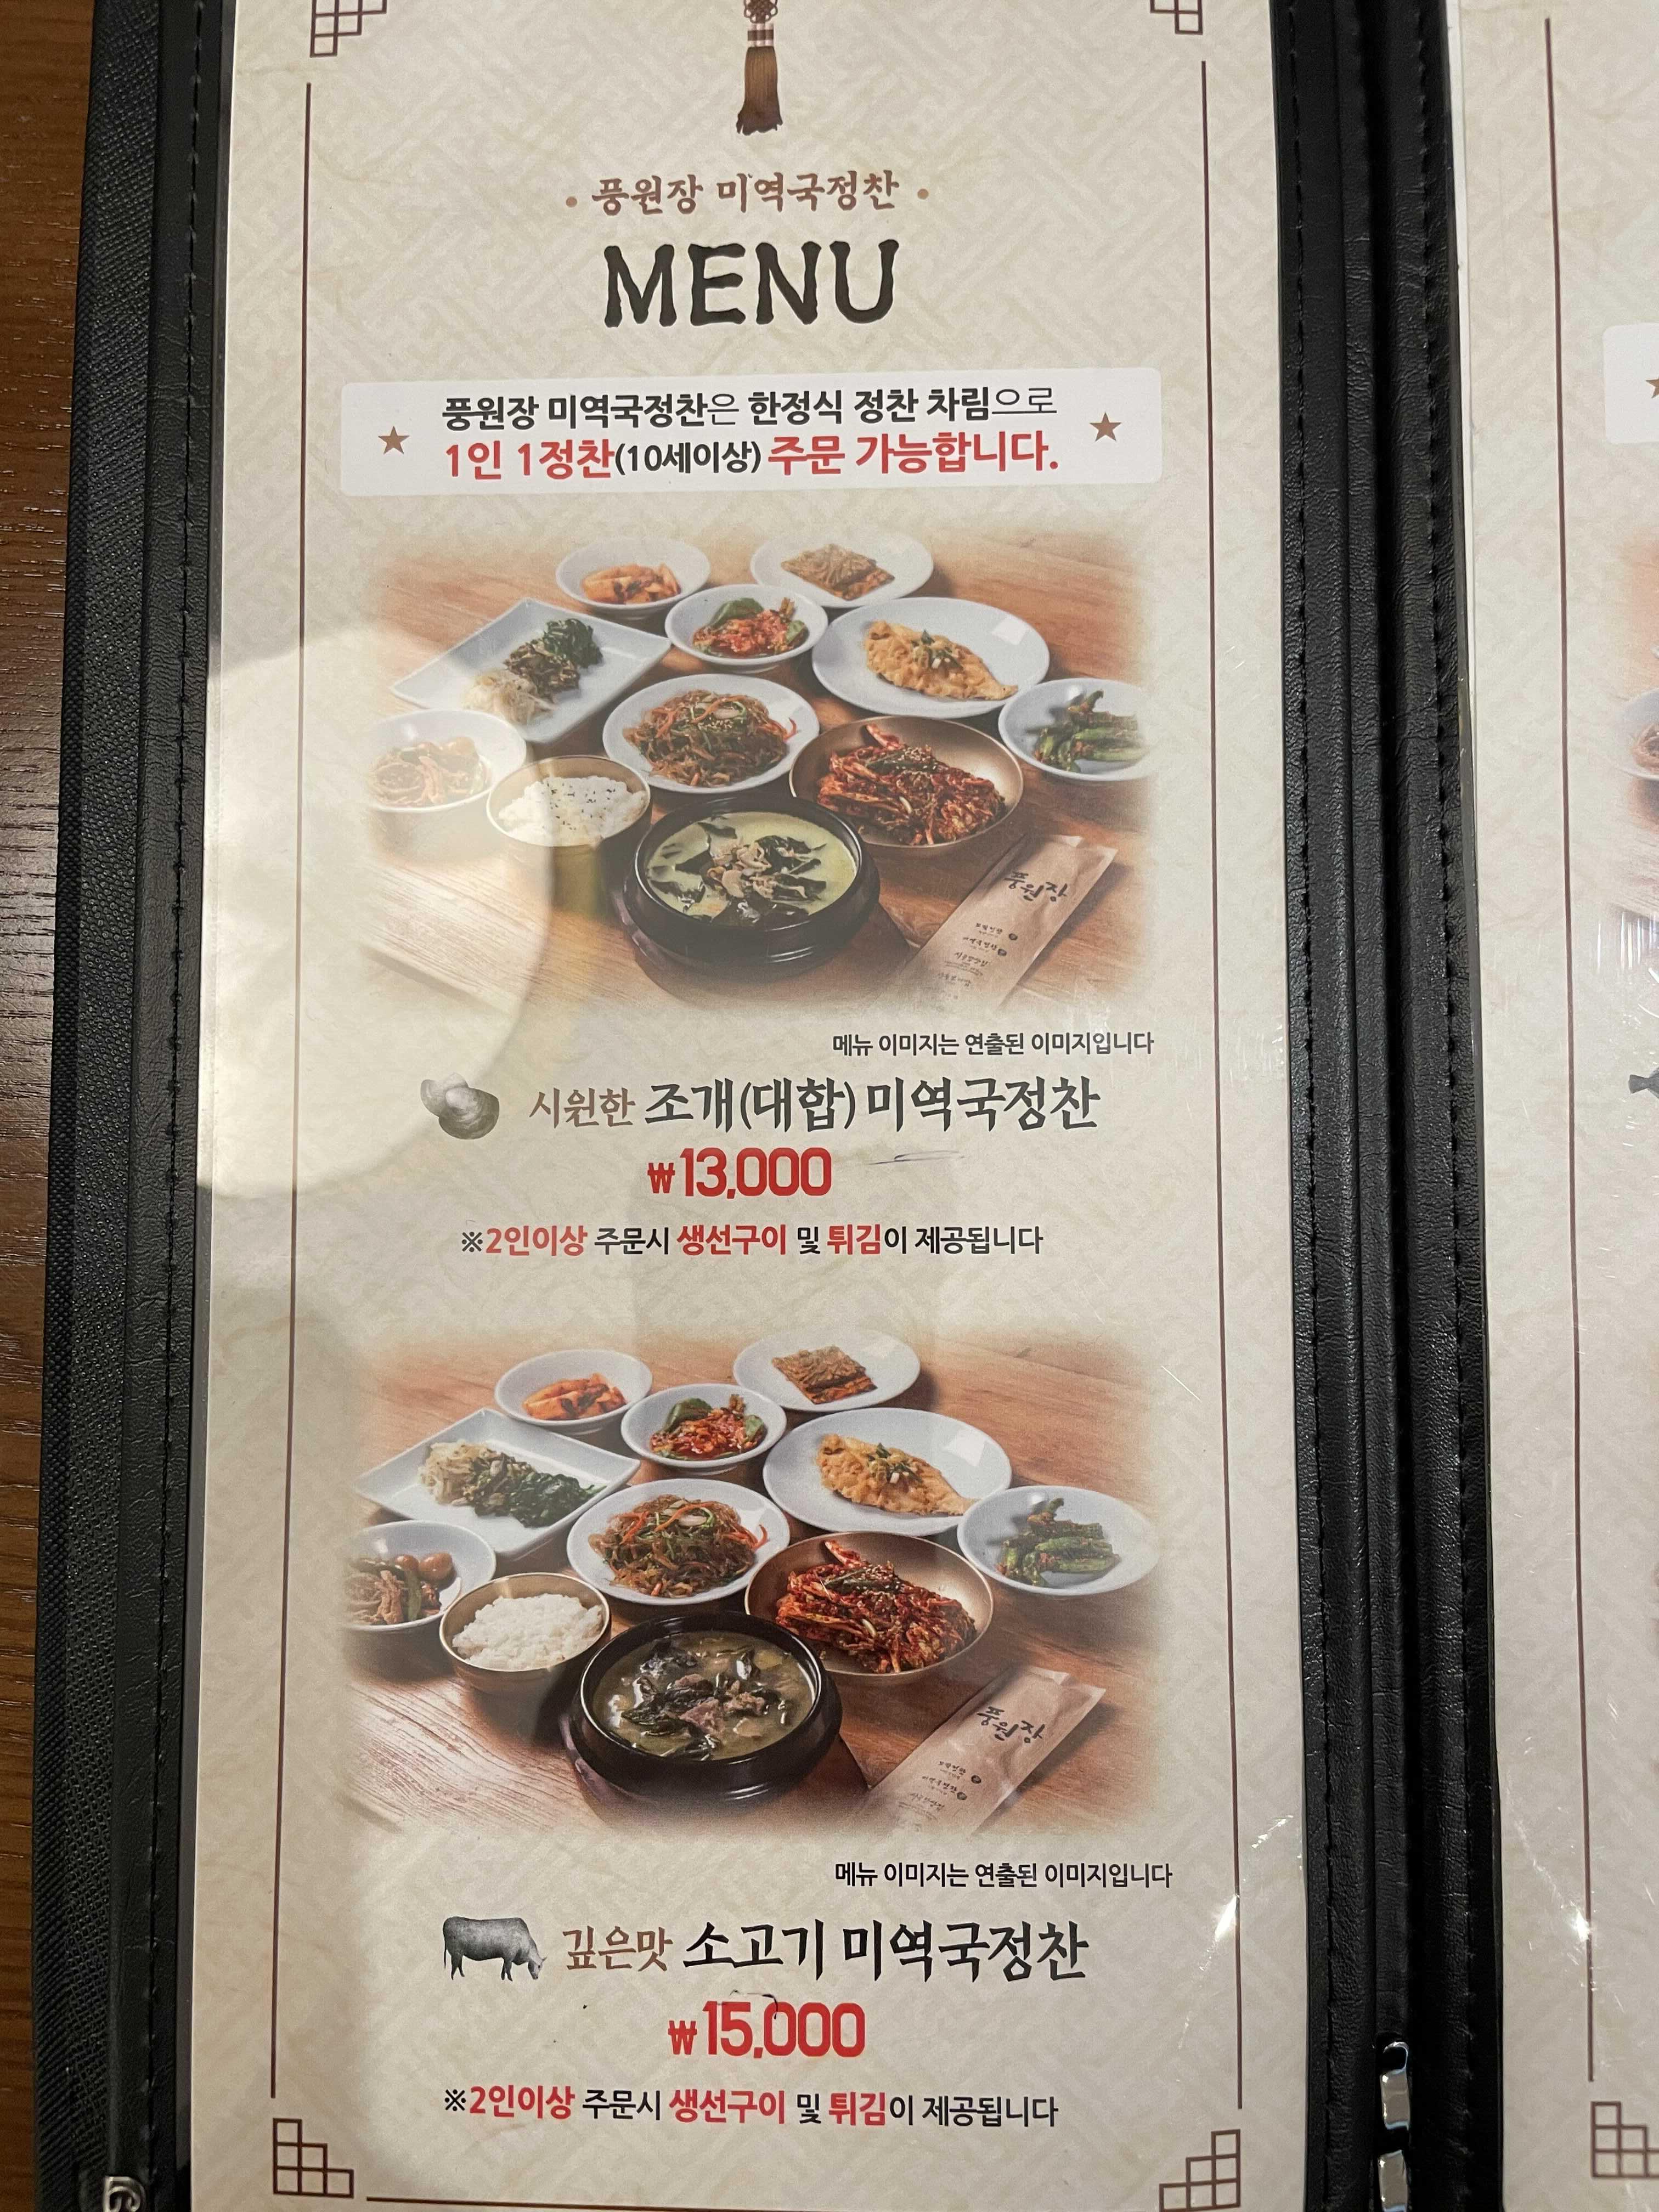 풍원장 미역국정찬
MENU
풍원장 미역국정찬은 한정식 정찬 차림으로
1인 1정찬(10세이상) 주문 가능합니다.
풍원장
메뉴 이미지는 연출된 이미지입니다
시원한 조개(대합) 미역국정찬
₩13,000
※2인이상 주문시 생선구이 및 튀김이 제공됩니다
풍원장
메뉴 이미지는 연출된 이미지입니다
깊은맛 소고기 미역국정찬
₩15,000
※2인이상 주문시 생선구이 및 튀김이 제공됩니다